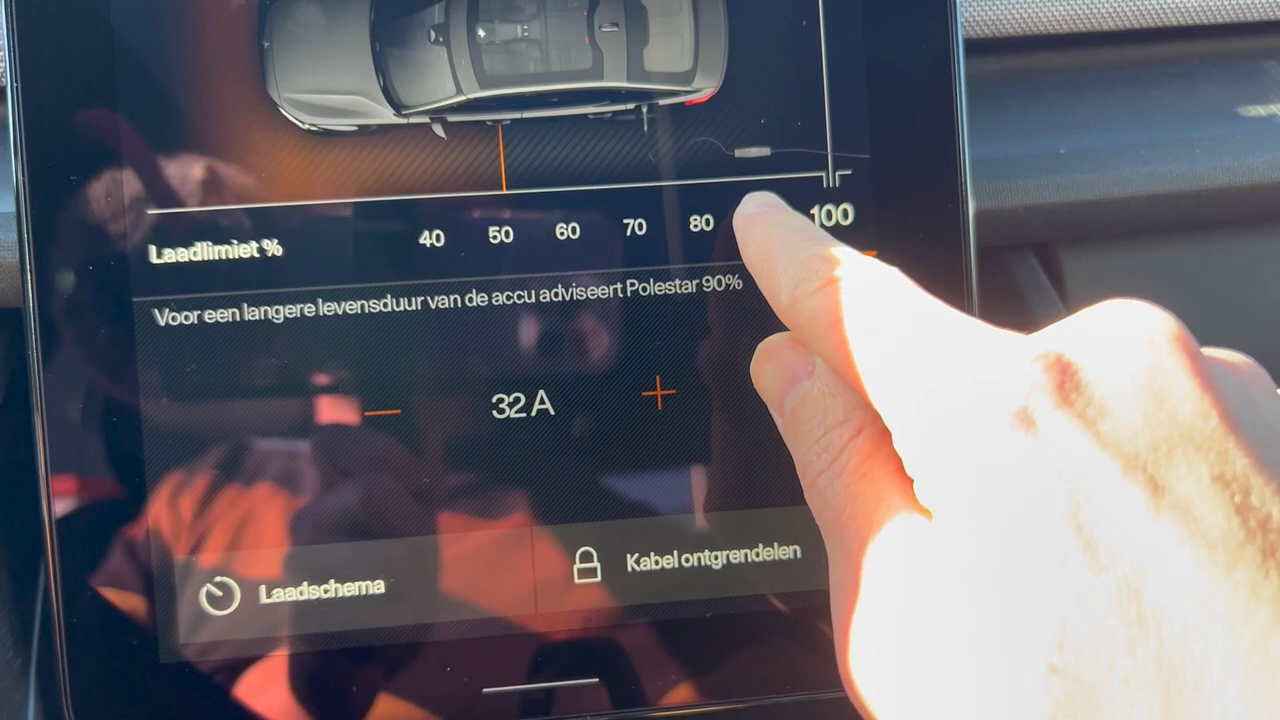 Laadlimiet % 40 50 60 70 80 100
Voor een langere levensduur van de accu adviseert Polestar 90%
32 A
Laadschema Kabel ontgrendelen